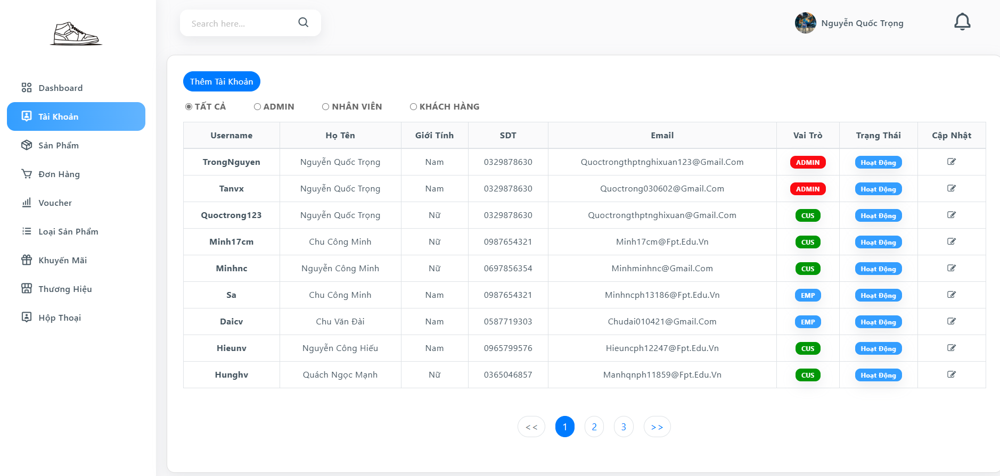 Search here...
Nguyễn Quốc Trọng
Dashboard
Tài Khoản
Sản Phẩm
Đơn Hàng
Voucher
Loại Sản Phẩm
Khuyến Mãi
Thương Hiệu
Hộp Thoại
Thêm Tài Khoản
TẤT CẢ ADMIN NHÂN VIÊN KHÁCH HÀNG
Username Họ Tên Giới Tính SDT Email Vai Trò Trạng Thái Cập Nhật
TrongNguyen Nguyễn Quốc Trọng Nam 0329878630 Quoctrongthptnghixuan123@Gmail.Com ADMIN Hoạt Động
Tanvx Nguyễn Quốc Trọng Nam 0329878630 Quoctrong030602@Gmail.Com ADMIN Hoạt Động
Quoctrong123 Nguyễn Quốc Trọng Nữ 0329878630 Quoctrongthptnghixuan@Gmail.Com CUS Hoạt Động
Minh17cm Chu Công Minh Nữ 0987654321 Minh17cm@Fpt.Edu.Vn CUS Hoạt Động
Minhnc Nguyễn Công Minh Nữ 0697856354 Minhminhnc@Gmail.Com CUS Hoạt Động
Sa Chu Công Minh Nam 0987654321 Minhncph13186@Fpt.Edu.Vn EMP Hoạt Động
Daicv Chu Văn Đài Nam 0587719303 Chudai010421@Gmail.Com EMP Hoạt Động
Hieunv Nguyễn Công Hiếu Nam 0965799576 Hieuncph12247@Fpt.Edu.Vn CUS Hoạt Động
Hunghv Quách Ngọc Mạnh Nữ 0365046857 Manhqnph11859@Fpt.Edu.Vn CUS Hoạt Động
<< 1 2 3 >>